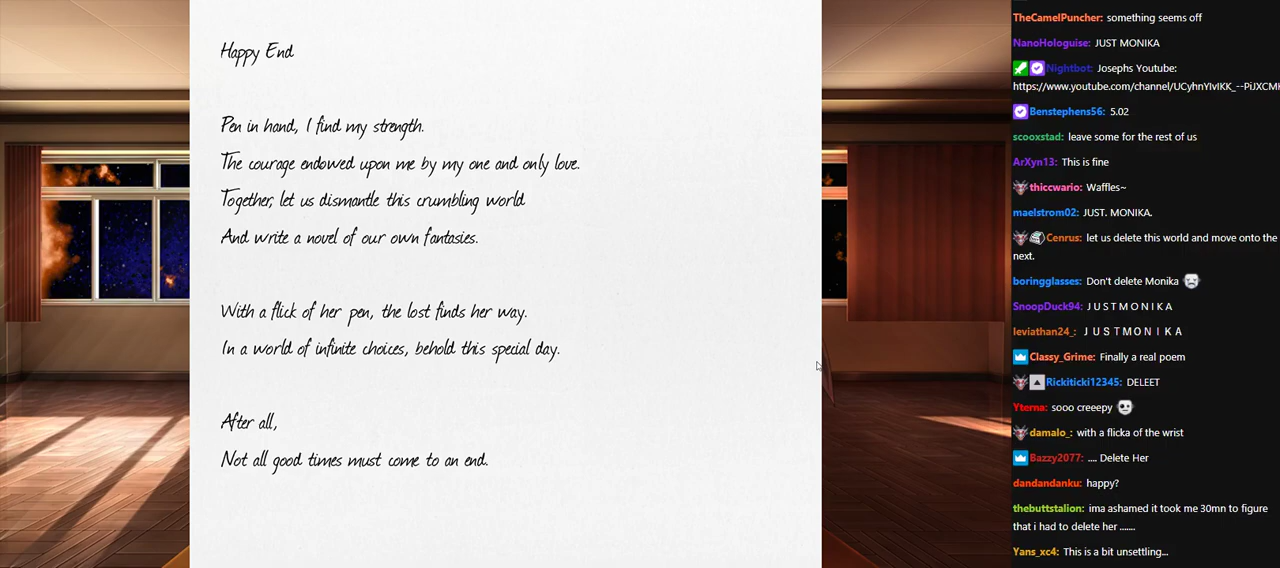 Happy End
Pen in hand, I find my strength.
The courage endowed upon me by my one and only love.
Together, let us dismantle this crumbling world
And write a novel of our own fantasies.
With a flick of her pen, the lost finds her way.
In a world of infinite choices, behold this special day.
After all,
Not all good times must come to an end.
TheCamelPuncher: something seems off
NanoHologuise: JUST MONIKA
Nightbot: Josephs Youtube:
Benstephens56: 5.02
scooxstad: leave some for the rest of us
ArXyn13: This is fine
thiccwario: Waffles~
maelstrom02: JUST. MONIKA.
Cenrus: let us delete this world and move onto the
next.
boringglasses: Don't delete Monika
SnoopDuck94: J U S T M O N I K A
leviathan24_: J U S T M O N I K A
Classy_Grime: Finally a real poem
Rickiticki12345: DELEET
Yterna: sooo creeepy
damalo_: with a flicka of the wrist
Bazzy2077: .... Delete Her
dandandanku: happy?
thebuttstalion: ima ashamed it took me 30mn to figure
that i had to delete her .......
Yans_xc4: This is a bit unsettling...